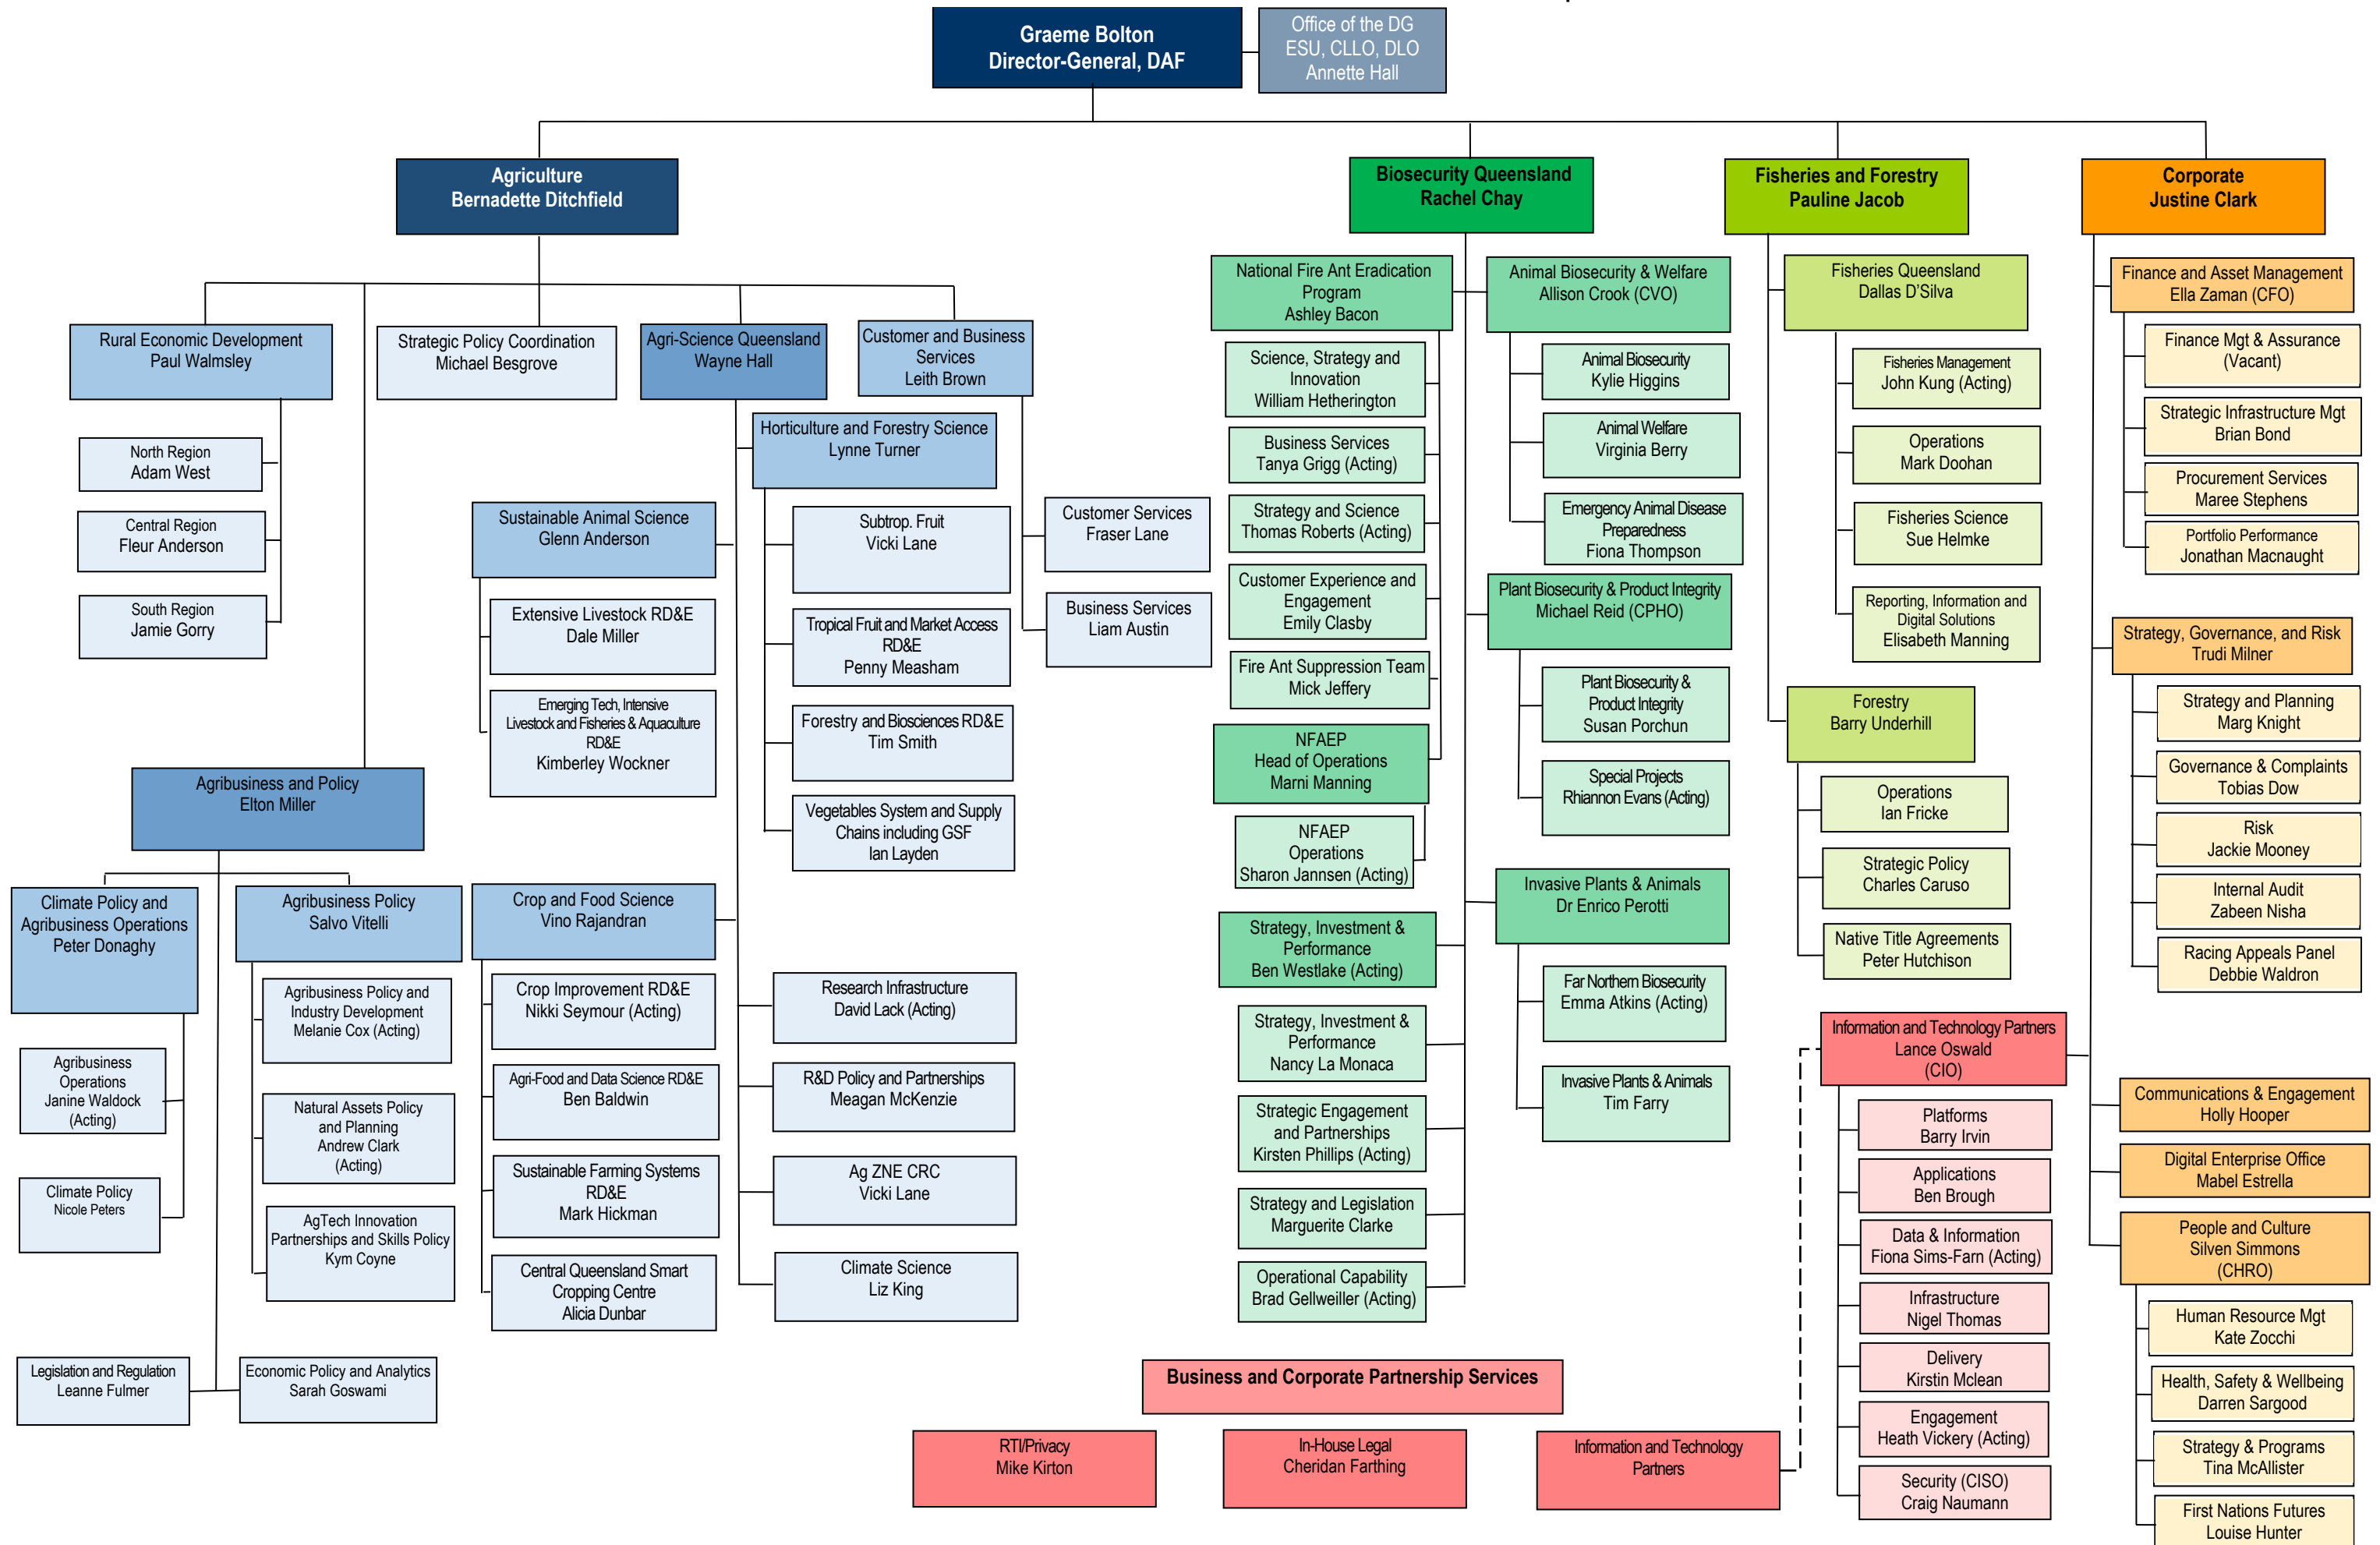 Graeme Bolton
Director-General, DAF
Office of the DG
ESU, CLLO, DLO
Annette Hall
Agriculture
Bernadette Ditchfield
Rural Economic Development
Paul Walmsley
North Region
Adam West
Central Region
Fleur Anderson
South Region
Jamie Gorry
Strategic Policy Coordination
Michael Besgrove
Agri-Science Queensland
Wayne Hall
Customer and Business
Services
Leith Brown
Horticulture and Forestry Science
Lynne Turner
Subtrop. Fruit
Vicki Lane
Tropical Fruit and Market Access
RD&E
Penny Measham
Forestry and Biosciences RD&E
Tim Smith
Vegetables System and Supply
Chains including GSF
Ian Layden
Customer Services
Fraser Lane
Business Services
Liam Austin
Sustainable Animal Science
Glenn Anderson
Extensive Livestock RD&E
Dale Miller
Emerging Tech, Intensive
Livestock and Fisheries & Aquaculture
RD&E
Kimberley Wockner
Agribusiness and Policy
Elton Miller
Climate Policy and
Agribusiness Operations
Peter Donaghy
Agribusiness
Operations
Janine Waldock
(Acting)
Climate Policy
Nicole Peters
Agribusiness Policy
Salvo Vitelli
Agribusiness Policy and
Industry Development
Melanie Cox (Acting)
Natural Assets Policy
and Planning
Andrew Clark
(Acting)
AgTech Innovation
Partnerships and Skills Policy
Kym Coyne
Legislation and Regulation
Leanne Fulmer
Economic Policy and Analytics
Sarah Goswami
Crop and Food Science
Vino Rajandran
Crop Improvement RD&E
Nikki Seymour (Acting)
Agri-Food and Data Science RD&E
Ben Baldwin
Sustainable Farming Systems
RD&E
Mark Hickman
Central Queensland Smart
Cropping Centre
Alicia Dunbar
Research Infrastructure
David Lack (Acting)
R&D Policy and Partnerships
Meagan McKenzie
Ag ZNE CRC
Vicki Lane
Climate Science
Liz King
Biosecurity Queensland
Rachel Chay
National Fire Ant Eradication
Program
Ashley Bacon
Science, Strategy and
Innovation
William Hetherington
Business Services
Tanya Grigg (Acting)
Strategy and Science
Thomas Roberts (Acting)
Customer Experience and
Engagement
Emily Clasby
Fire Ant Suppression Team
Mick Jeffery
NFAEP
Head of Operations
Marni Manning
NFAEP
Operations
Sharon Jannsen (Acting)
Strategy, Investment &
Performance
Ben Westlake (Acting)
Strategy, Investment &
Performance
Nancy La Monaca
Strategic Engagement
and Partnerships
Kirsten Phillips (Acting)
Strategy and Legislation
Marguerite Clarke
Operational Capability
Brad Gellweiller (Acting)
Animal Biosecurity & Welfare
Allison Crook (CVO)
Animal Biosecurity
Kylie Higgins
Animal Welfare
Virginia Berry
Emergency Animal Disease
Preparedness
Fiona Thompson
Plant Biosecurity & Product Integrity
Michael Reid (CPHO)
Plant Biosecurity &
Product Integrity
Susan Porchun
Special Projects
Rhiannon Evans (Acting)
Invasive Plants & Animals
Dr Enrico Perotti
Far Northern Biosecurity
Emma Atkins (Acting)
Invasive Plants & Animals
Tim Farry
Fisheries and Forestry
Pauline Jacob
Fisheries Queensland
Dallas D’Silva
Fisheries Management
John Kung (Acting)
Operations
Mark Doohan
Fisheries Science
Sue Helmke
Reporting, Information and
Digital Solutions
Elisabeth Manning
Forestry
Barry Underhill
Operations
Ian Fricke
Strategic Policy
Charles Caruso
Native Title Agreements
Peter Hutchison
Corporate
Justine Clark
Finance and Asset Management
Ella Zaman (CFO)
Finance Mgt & Assurance
(Vacant)
Strategic Infrastructure Mgt
Brian Bond
Procurement Services
Maree Stephens
Portfolio Performance
Jonathan Macnaught
Strategy, Governance, and Risk
Trudi Milner
Strategy and Planning
Marg Knight
Governance & Complaints
Tobias Dow
Risk
Jackie Mooney
Internal Audit
Zabeen Nisha
Racing Appeals Panel
Debbie Waldron
Information and Technology Partners
Lance Oswald
(CIO)
Platforms
Barry Irvin
Applications
Ben Brough
Data & Information
Fiona Sims-Farn (Acting)
Infrastructure
Nigel Thomas
Delivery
Kirstin Mclean
Engagement
Heath Vickery (Acting)
Security (CISO)
Craig Naumann
Communications & Engagement
Holly Hooper
Digital Enterprise Office
Mabel Estrella
People and Culture
Silven Simmons
(CHRO)
Human Resource Mgt
Kate Zocchi
Health, Safety & Wellbeing
Darren Sargood
Strategy & Programs
Tina McAllister
First Nations Futures
Louise Hunter
Business and Corporate Partnership Services
RTI/Privacy
Mike Kirton
In-House Legal
Cheridan Farthing
Information and Technology
Partners